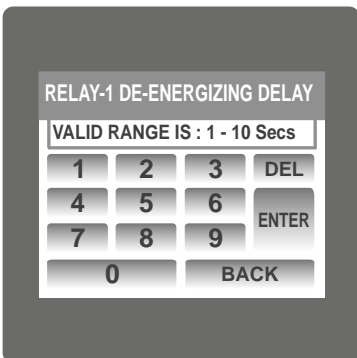 RELAY-1 DE-ENERGIZING DELAY
VALID RANGE IS : 1 - 10 Secs
1 2 3 DEL
4 5 6 ENTER
7 8 9
0 BACK